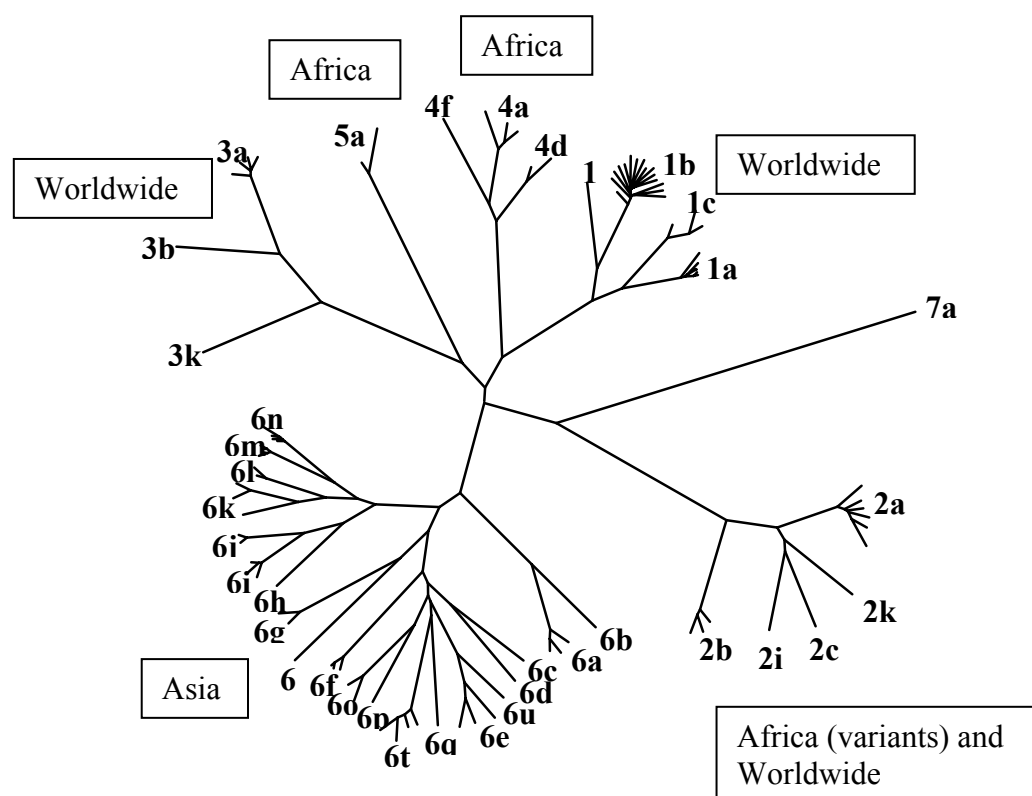 Africa
Africa
4f
4a
5a
4d
3a
Worldwide
1
1b
Worldwide
1c
3b
1a
7a
3k
6n
6m
6l
6k
6j
6i
6h
6g
2a
2k
6b
6a
2b
2i
2c
6
6f
6o
6p
6t
6q
6e
6u
6d
6c
Asia
Africa (variants) and
Worldwide